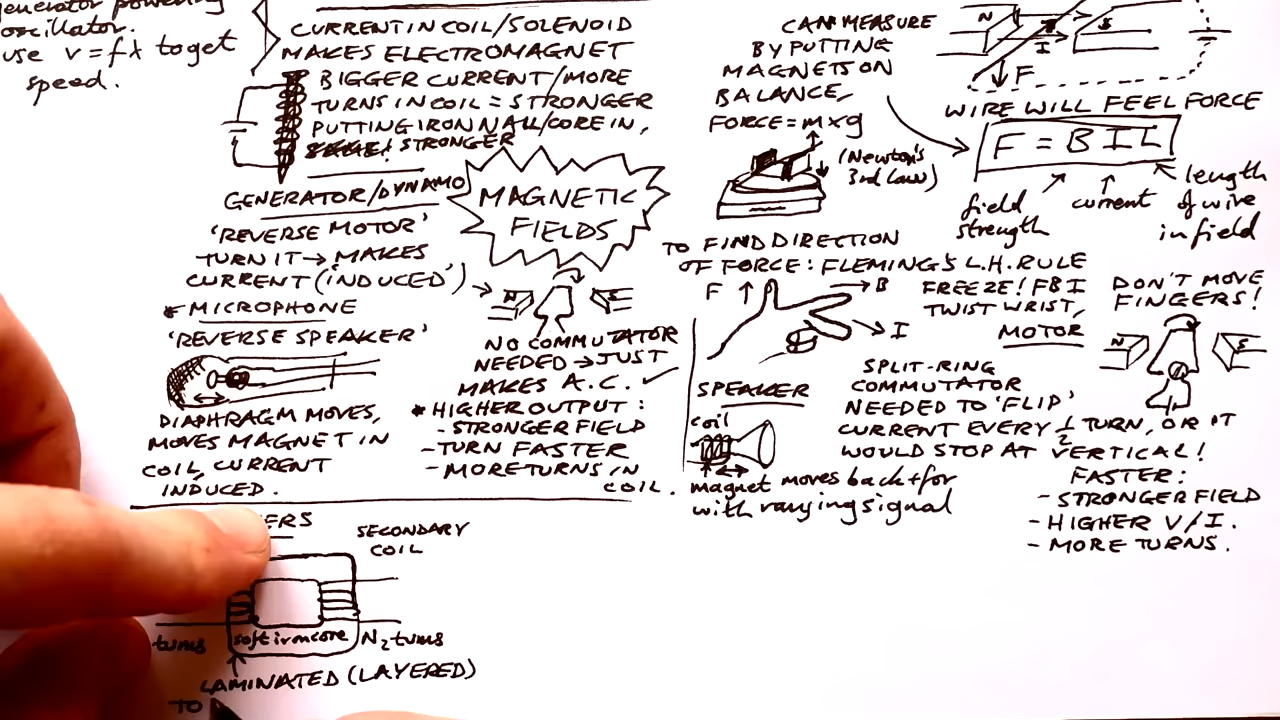 generator powering
oscillator.
use v = fλ to get
speed.
CURRENT IN COIL/SOLENOID
MAKES ELECTROMAGNET
BIGGER CURRENT/MORE
TURNS IN COIL = STRONGER
PUTTING IRON NAIL/CORE IN,
STRONGER
GENERATOR/DYNAMO
'REVERSE MOTOR'
TURN IT → MAKES
CURRENT (INDUCED')
* MICROPHONE
'REVERSE SPEAKER'
DIAPHRAGM MOVES,
MOVES MAGNET IN
COIL, CURRENT
INDUCED.
MAGNETIC
FIELDS
N S
NO COMMUTATOR
NEEDED → JUST
MAKES A.C. ✓
* HIGHER OUTPUT:
- STRONGER FIELD
- TURN FASTER
- MORE TURNS IN
COIL.
CAN MEASURE
BY PUTTING
MAGNETS ON
BALANCE,
FORCE = m x g
(Newton's
3rd Law)
N S
I
F
WIRE WILL FEEL FORCE
F = BIL
field
strength
current
length
of wire
in field
TO FIND DIRECTION
OF FORCE: FLEMING'S L.H. RULE
F B
I
FREEZE! FBI
TWIST WRIST,
DON'T MOVE
FINGERS!
MOTOR
N S
SPLIT-RING
COMMUTATOR
NEEDED TO 'FLIP'
CURRENT EVERY 1/2 TURN, OR IT
WOULD STOP AT VERTICAL!
FASTER:
- STRONGER FIELD
- HIGHER V/I.
- MORE TURNS.
SPEAKER
coil
magnet moves back + for
with varying signal
ERS
SECONDARY
COIL
turns
soft iron core
N₂ turns
LAMINATED (LAYERED)
TO